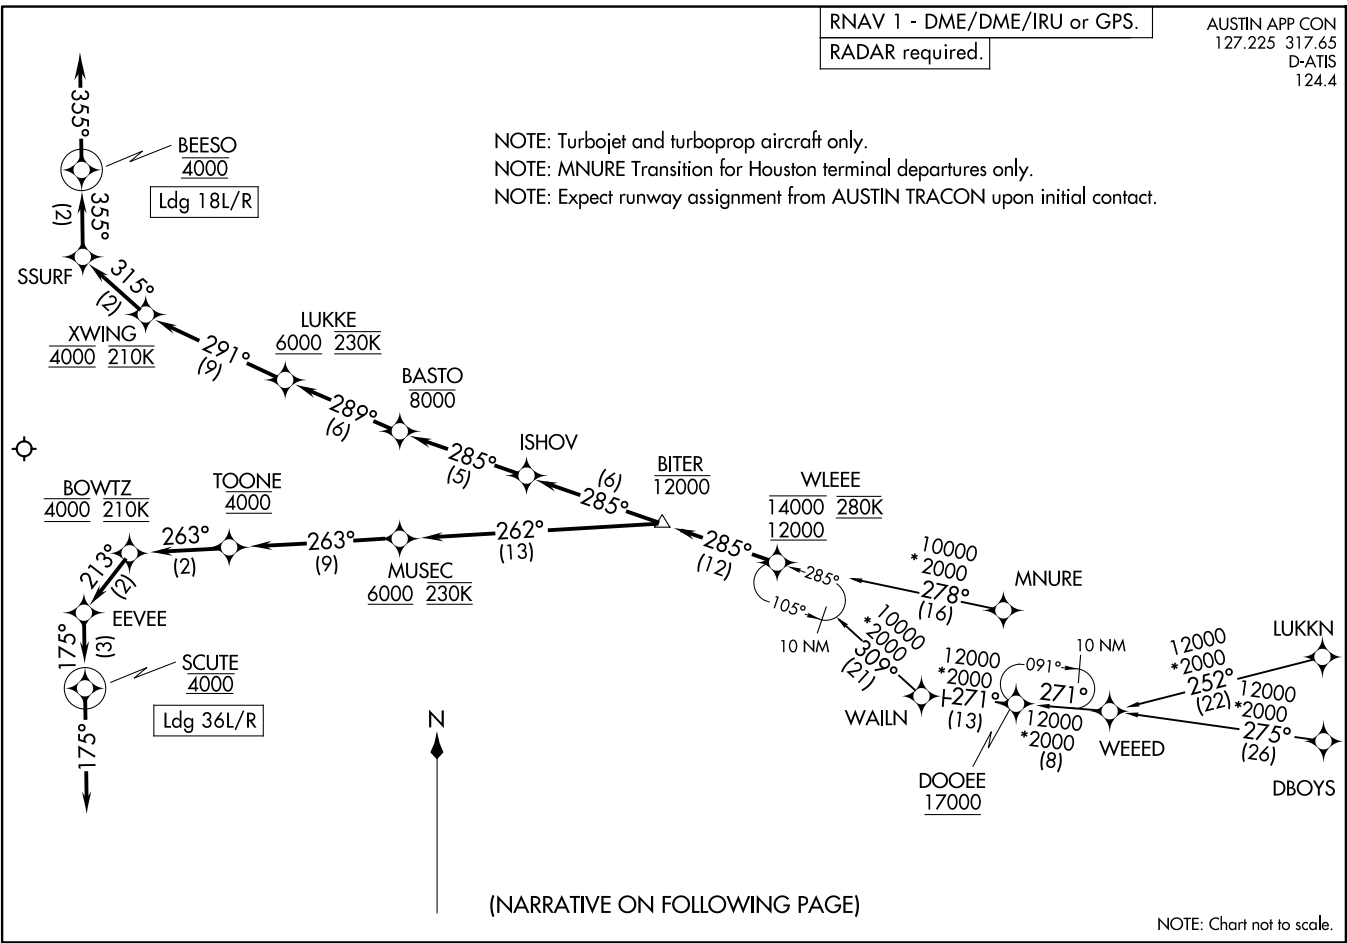 RNAV 1 - DME/DME/IRU or GPS.
RADAR required.
AUSTIN APP CON
127.225 317.65
D-ATIS
124.4
NOTE: Turbojet and turboprop aircraft only.
NOTE: MNURE Transition for Houston terminal departures only.
NOTE: Expect runway assignment from AUSTIN TRACON upon initial contact.
355°
BEESO
4000
Ldg 18L/R
355°
(2)
SSURF
315°
(2)
XWING
4000 210K
291°
(9)
LUKKE
6000 230K
289°
(6)
BASTO
8000
285°
(5)
ISHOV
(6)
285°
BITER
12000
285°
(12)
WLEEE
14000 280K
12000
285°
105°
10 NM
10000
*2000
278°
(16)
MNURE
10000
*2000
309°
(21)
WAILN
12000
*2000
271°
(13)
091°
10 NM
271°
12000
*2000
(8)
DOOEE
17000
WEEED
12000
*2000
252°
(22)
LUKKN
12000
*2000
275°
(26)
DBOYS
262°
(13)
MUSEC
6000 230K
263°
(9)
TOONE
4000
263°
(2)
BOWTZ
4000 210K
213°
(2)
EEVEE
175°
(3)
SCUTE
4000
Ldg 36L/R
175°
N
(NARRATIVE ON FOLLOWING PAGE)
NOTE: Chart not to scale.